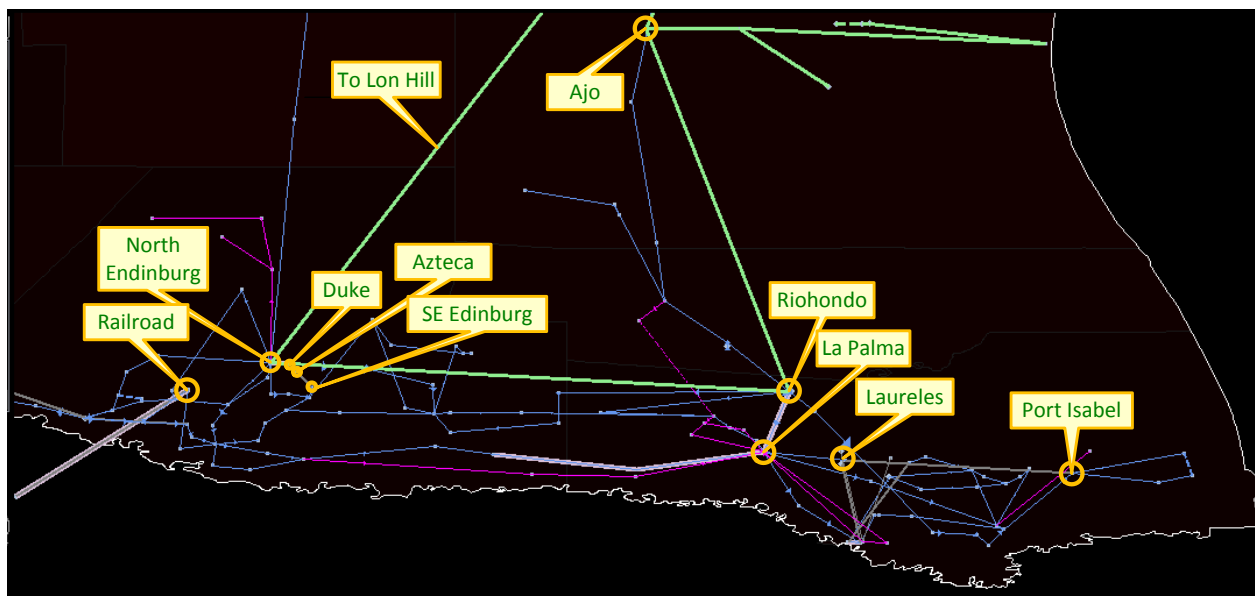 To Lon Hill
Ajo
North
Endinburg
Azteca
Duke
SE Edinburg
Railroad
Riohondo
La Palma
Laureles
Port Isabel